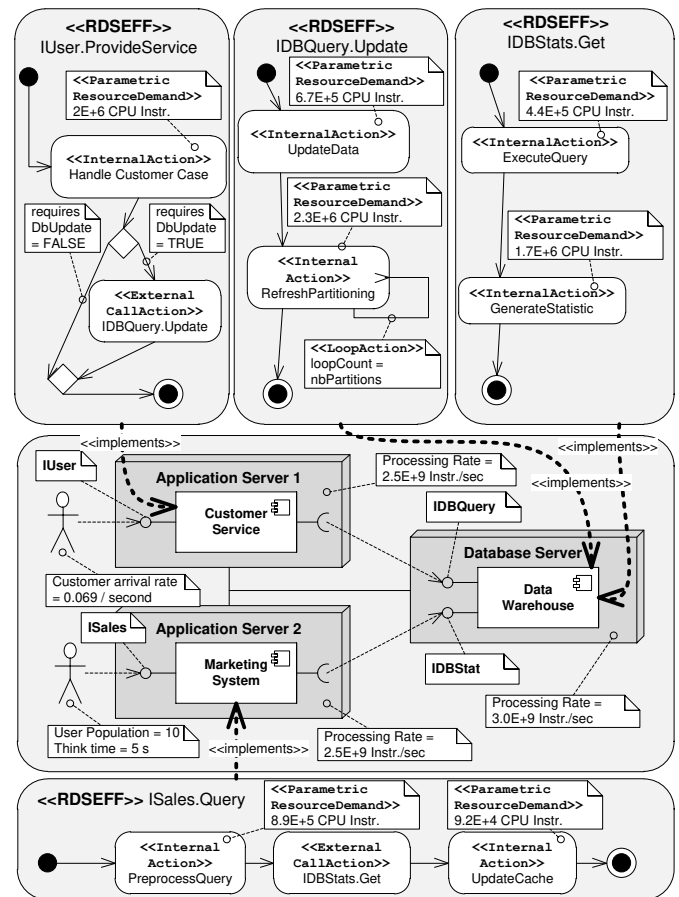 <<RDSEFF>>
IUser.ProvideService
<<Parametric
ResourceDemand>>
2E+6 CPU Instr.
<<InternalAction>>
Handle Customer Case
requires
DbUpdate
= FALSE
requires
DbUpdate
= TRUE
<<External
CallAction>>
IDBQuery.Update
<<RDSEFF>>
IDBQuery.Update
<<Parametric
ResourceDemand>>
6.7E+5 CPU Instr.
<<InternalAction>>
UpdateData
<<Parametric
ResourceDemand>>
2.3E+6 CPU Instr.
<<Internal
Action>>
RefreshPartitioning
<<LoopAction>>
loopCount =
nbPartitions
<<RDSEFF>>
IDBStats.Get
<<Parametric
ResourceDemand>>
4.4E+5 CPU Instr.
<<InternalAction>>
ExecuteQuery
<<Parametric
ResourceDemand>>
1.7E+6 CPU Instr.
<<InternalAction>>
GenerateStatistic
<<implements>>
<<implements>>
<<implements>>
IUser
Application Server 1
Customer
Service
Processing Rate =
2.5E+9 Instr./sec
IDBQuery
Database Server
Data
Warehouse
Customer arrival rate
= 0.069 / second
ISales
Application Server 2
Marketing
System
IDBStat
User Population = 10
Think time = 5 s
<<implements>>
Processing Rate =
2.5E+9 Instr./sec
Processing Rate =
3.0E+9 Instr./sec
<<RDSEFF>> ISales.Query
<<Parametric
ResourceDemand>>
8.9E+5 CPU Instr.
<<Parametric
ResourceDemand>>
9.2E+4 CPU Instr.
<<Internal
Action>>
PreprocessQuery
<<External
CallAction>>
IDBStats.Get
<<Internal
Action>>
UpdateCache